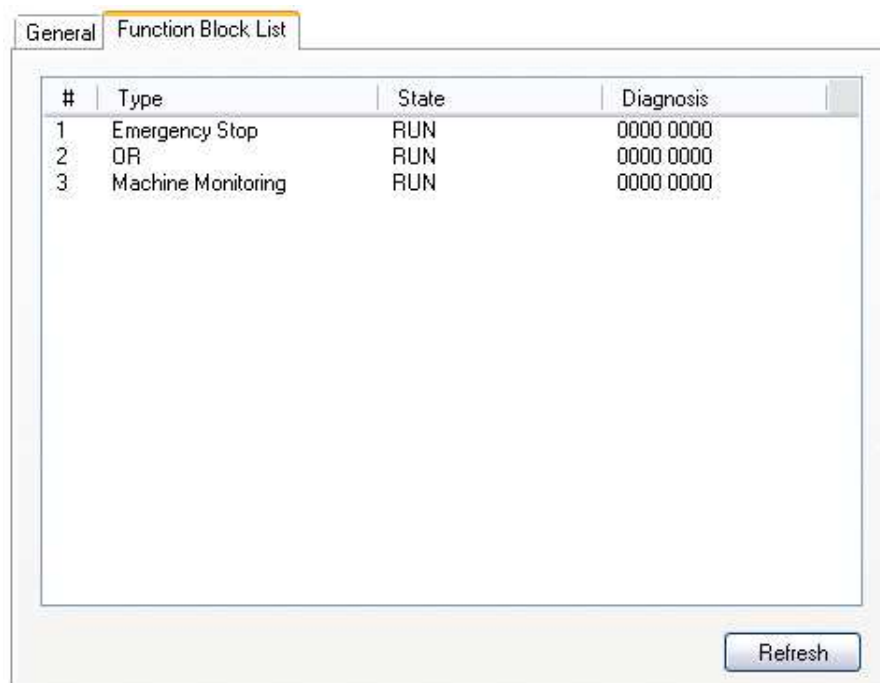 General Function Block List
# Type State Diagnosis
1 Emergency Stop RUN 0000 0000
2 OR RUN 0000 0000
3 Machine Monitoring RUN 0000 0000
Refresh